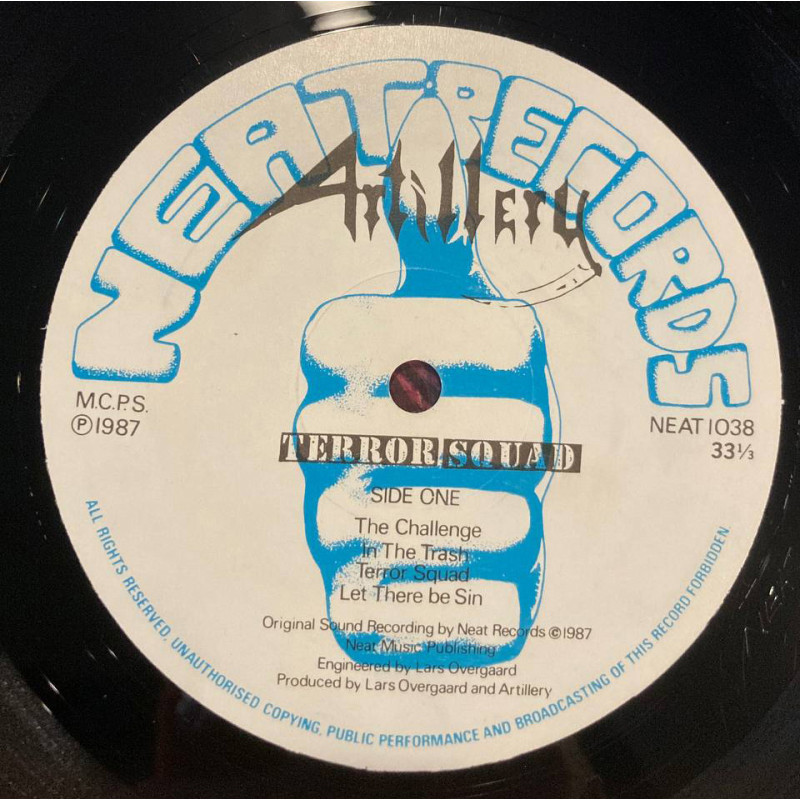 NEAT RECORDS
Artillery
M.C.P.S.
Ⓟ1987
NEAT 1038
33⅓
TERROR SQUAD
SIDE ONE
The Challenge
In The Trash
Terror Squad
Let There be Sin
Original Sound Recording by Neat Records ©1987
Neat Music Publishing
Engineered by Lars Overgaard
Produced by Lars Overgaard and Artillery
ALL RIGHTS RESERVED. UNAUTHORISED COPYING, PUBLIC PERFORMANCE AND BROADCASTING OF THIS RECORD FORBIDDEN.